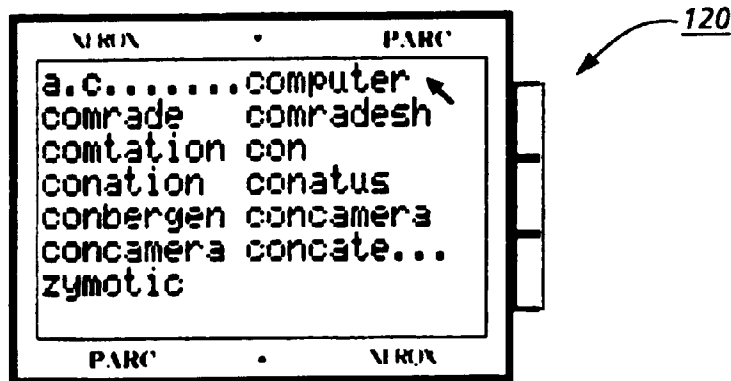 XEROX PARC
120
a.c.......computer
comrade comradesh
comtation con
conation conatus
conbergen concamera
concamera concate...
zymotic
PARC XEROX